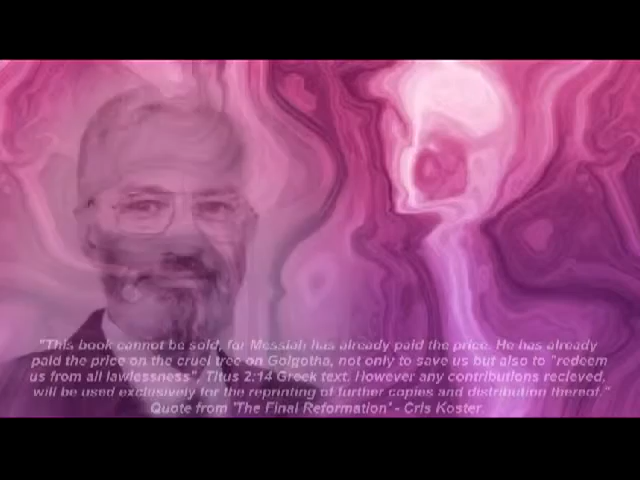 "This book cannot be sold, for Messiah has already paid the price. He has already
paid the price on the cruel tree on Golgotha, not only to save us but also to "redeem
us from all lawlessness", Titus 2:14 Greek text. However any contributions recieved,
will be used exclusively for the reprinting of further copies and distribution thereof."
Quote from "The Final Reformation" - Cris Koster.